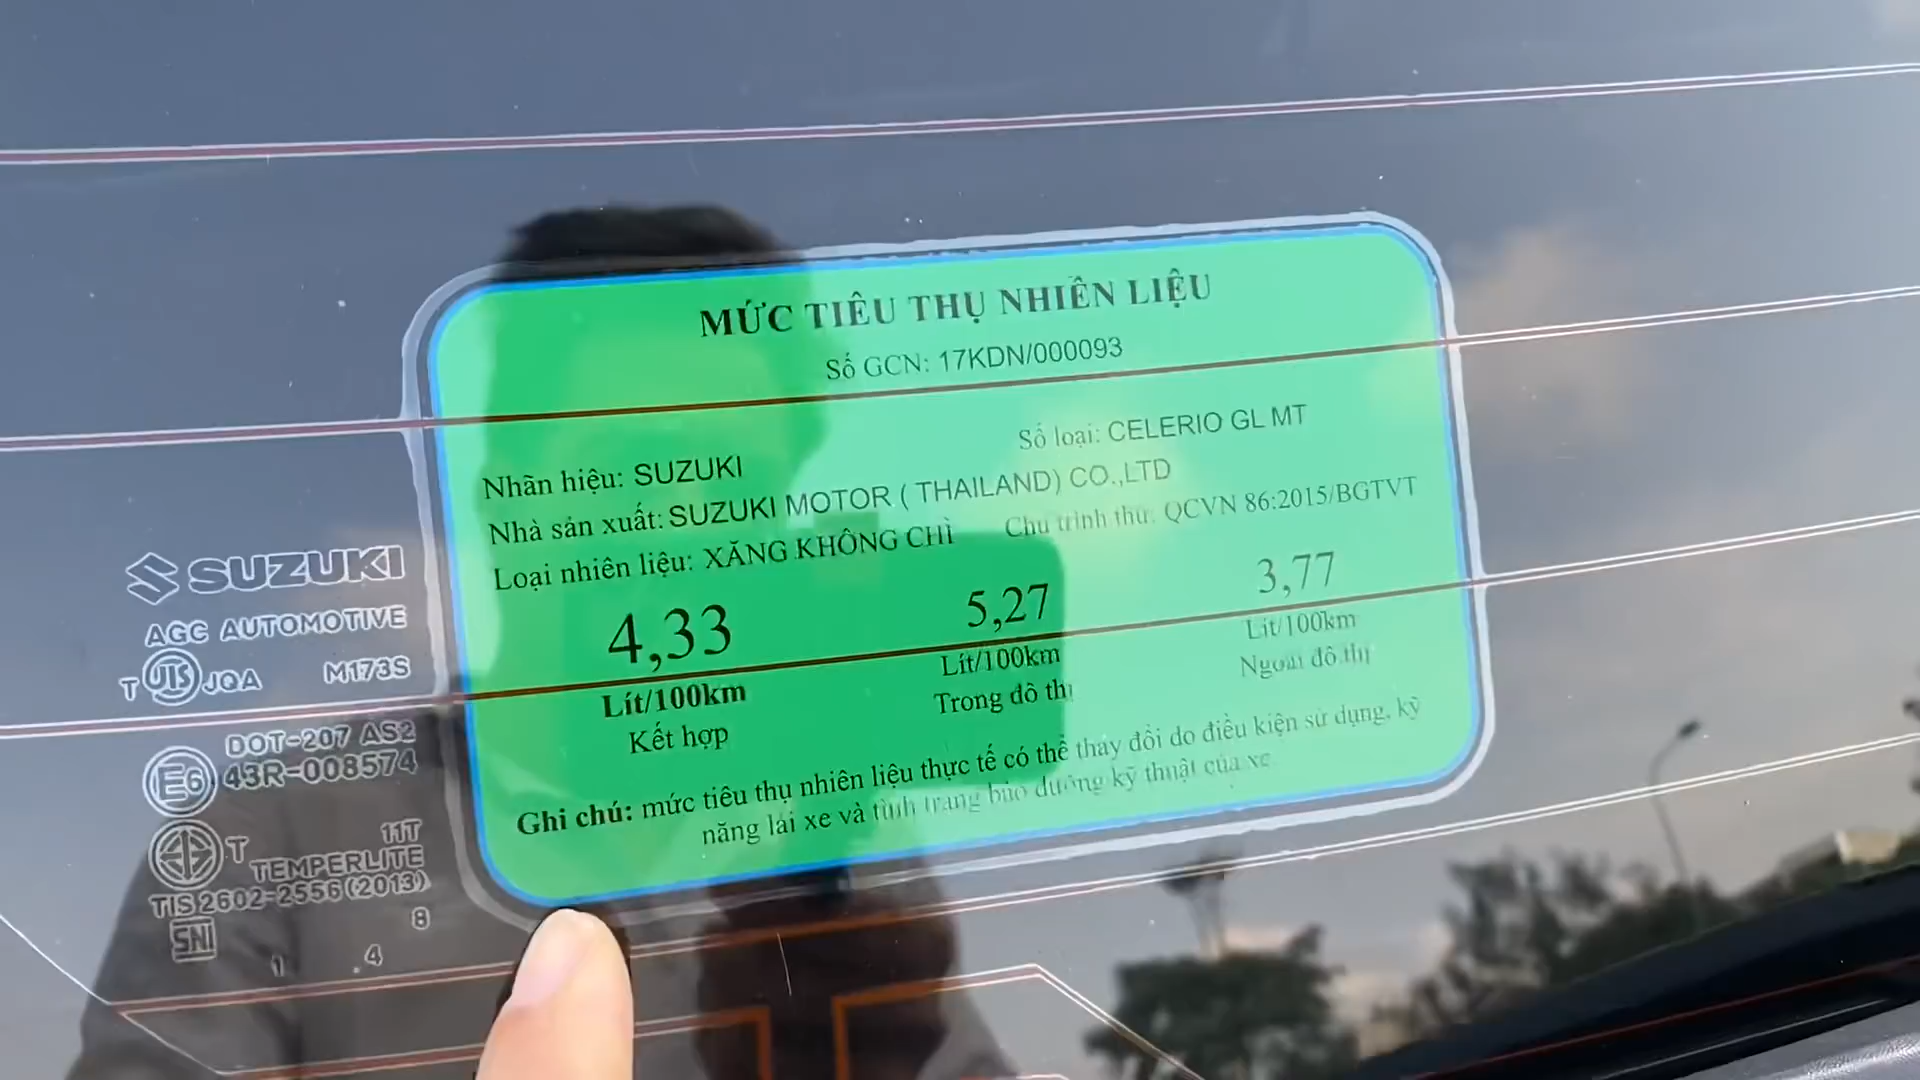 MỨC TIÊU THỤ NHIÊN LIỆU
Số GCN: 17KDN/000093
Số loại: CELERIO GL MT
Nhãn hiệu: SUZUKI
Nhà sản xuất: SUZUKI MOTOR ( THAILAND) CO.,LTD
Loại nhiên liệu: XĂNG KHÔNG CHÌ Chu trình thử: QCVN 86:2015/BGTVT
4,33 5,27 3,77
Lít/100km Lít/100km Lít/100km
Kết hợp Trong đô thị Ngoài đô thị
Ghi chú: mức tiêu thụ nhiên liệu thực tế có thể thay đổi do điều kiện sử dụng, kỹ
năng lái xe và tình trạng bảo dưỡng kỹ thuật của xe.
SUZUKI
AGC AUTOMOTIVE
T JIS JQA M173S
DOT-207 AS2
E6 43R-008574
T 11T
TEMPERLITE
TIS 2602-2556 (2013)
SNI 8
1 .4